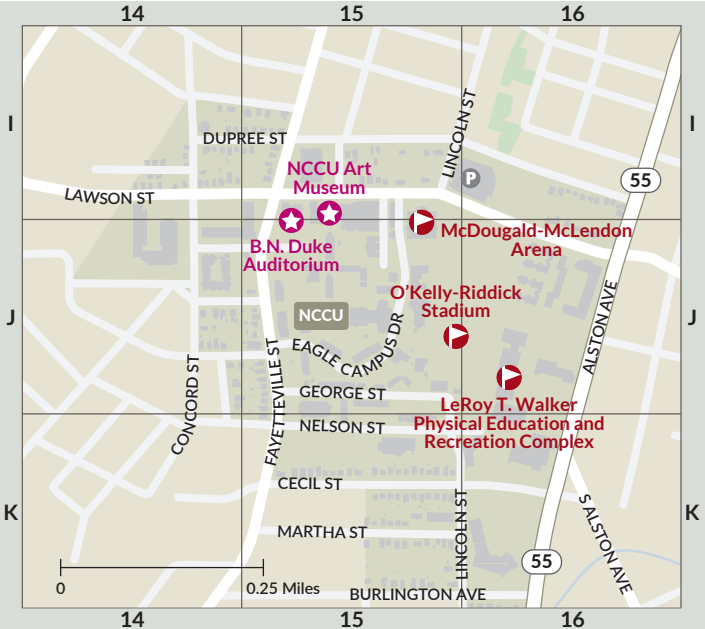 14 15 16
I I
DUPREE ST
LINCOLN ST
NCCU Art
Museum
P
55
LAWSON ST
McDougald-McLendon
Arena
B.N. Duke
Auditorium
O'Kelly-Riddick
Stadium
J J
NCCU
EAGLE CAMPUS DR
ALSTON AVE
FAYETTEVILLE ST
CONCORD ST
GEORGE ST
LeRoy T. Walker
Physical Education and
Recreation Complex
NELSON ST
CECIL ST
K K
LINCOLN ST
S ALSTON AVE
MARTHA ST
55
0 0.25 Miles
BURLINGTON AVE
14 15 16